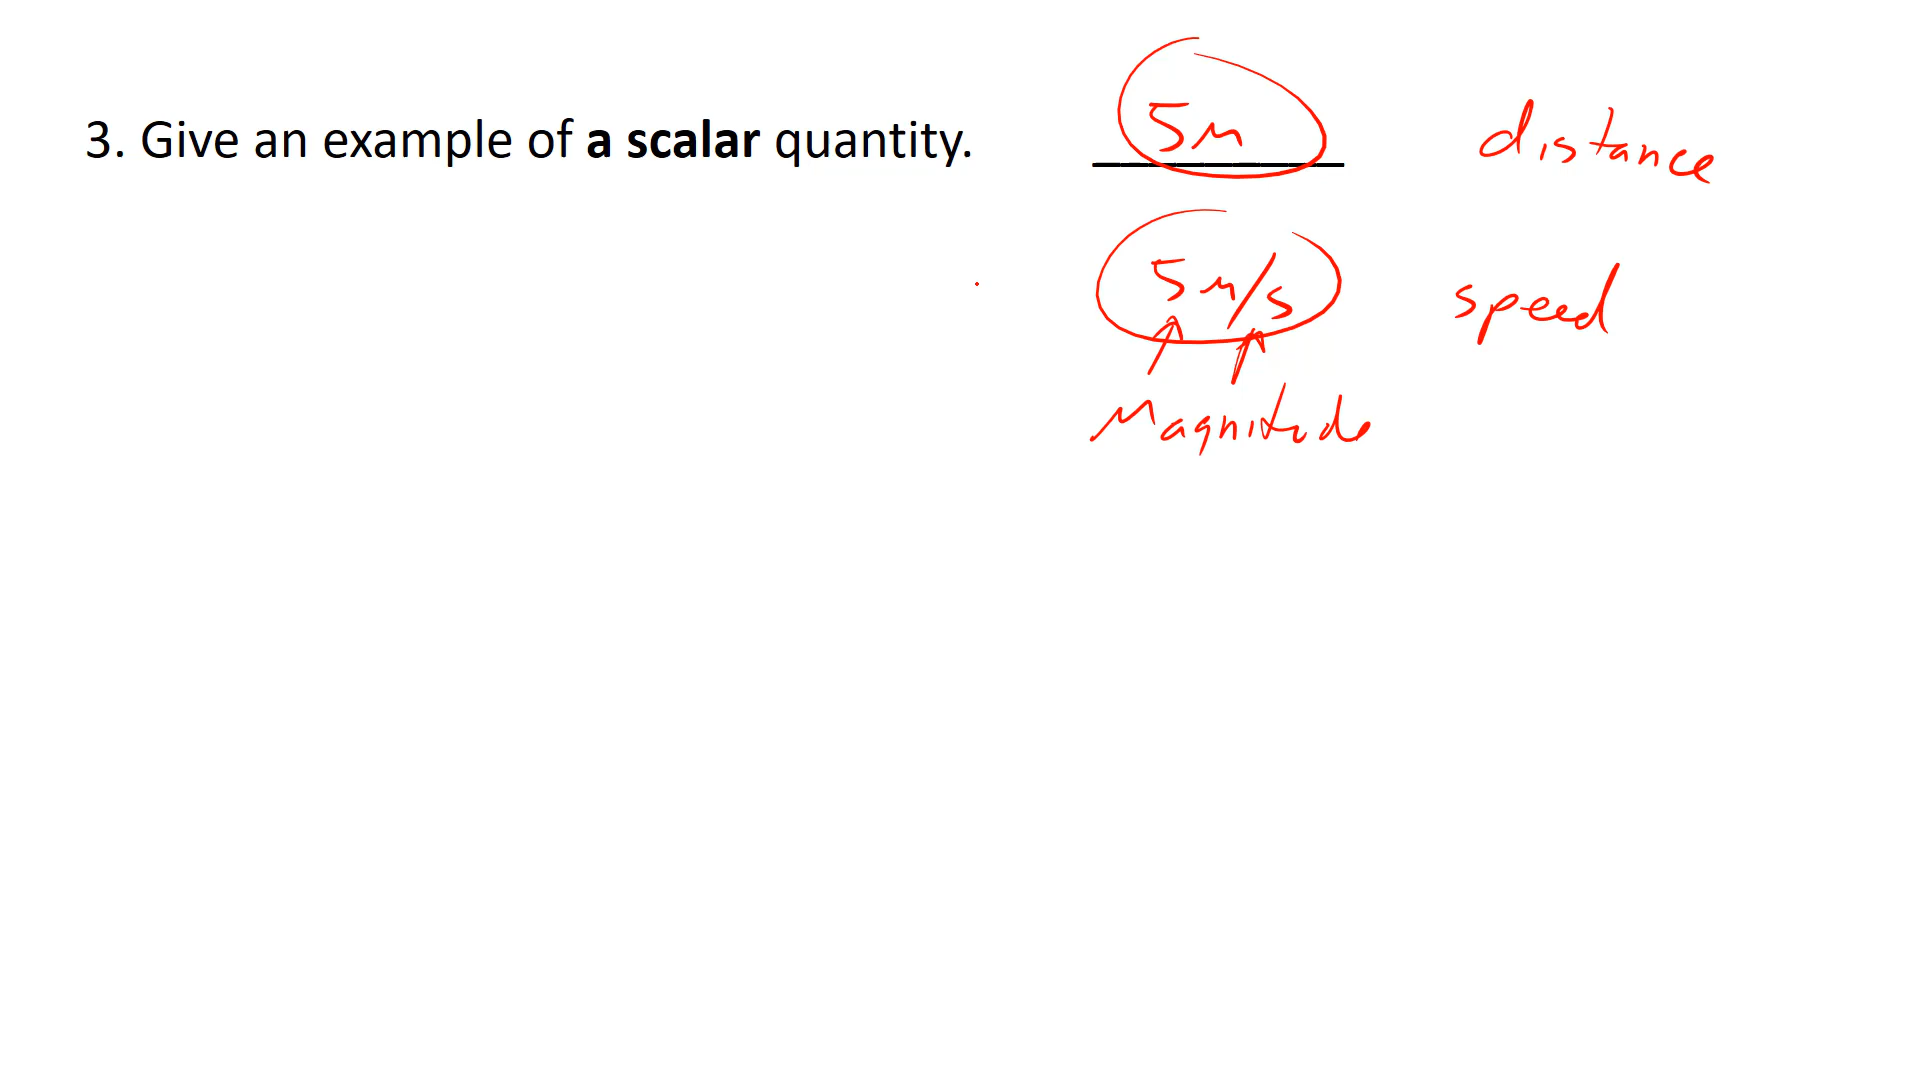 3. Give an example of a scalar quantity. 5m distance
5m/s speed
Magnitude